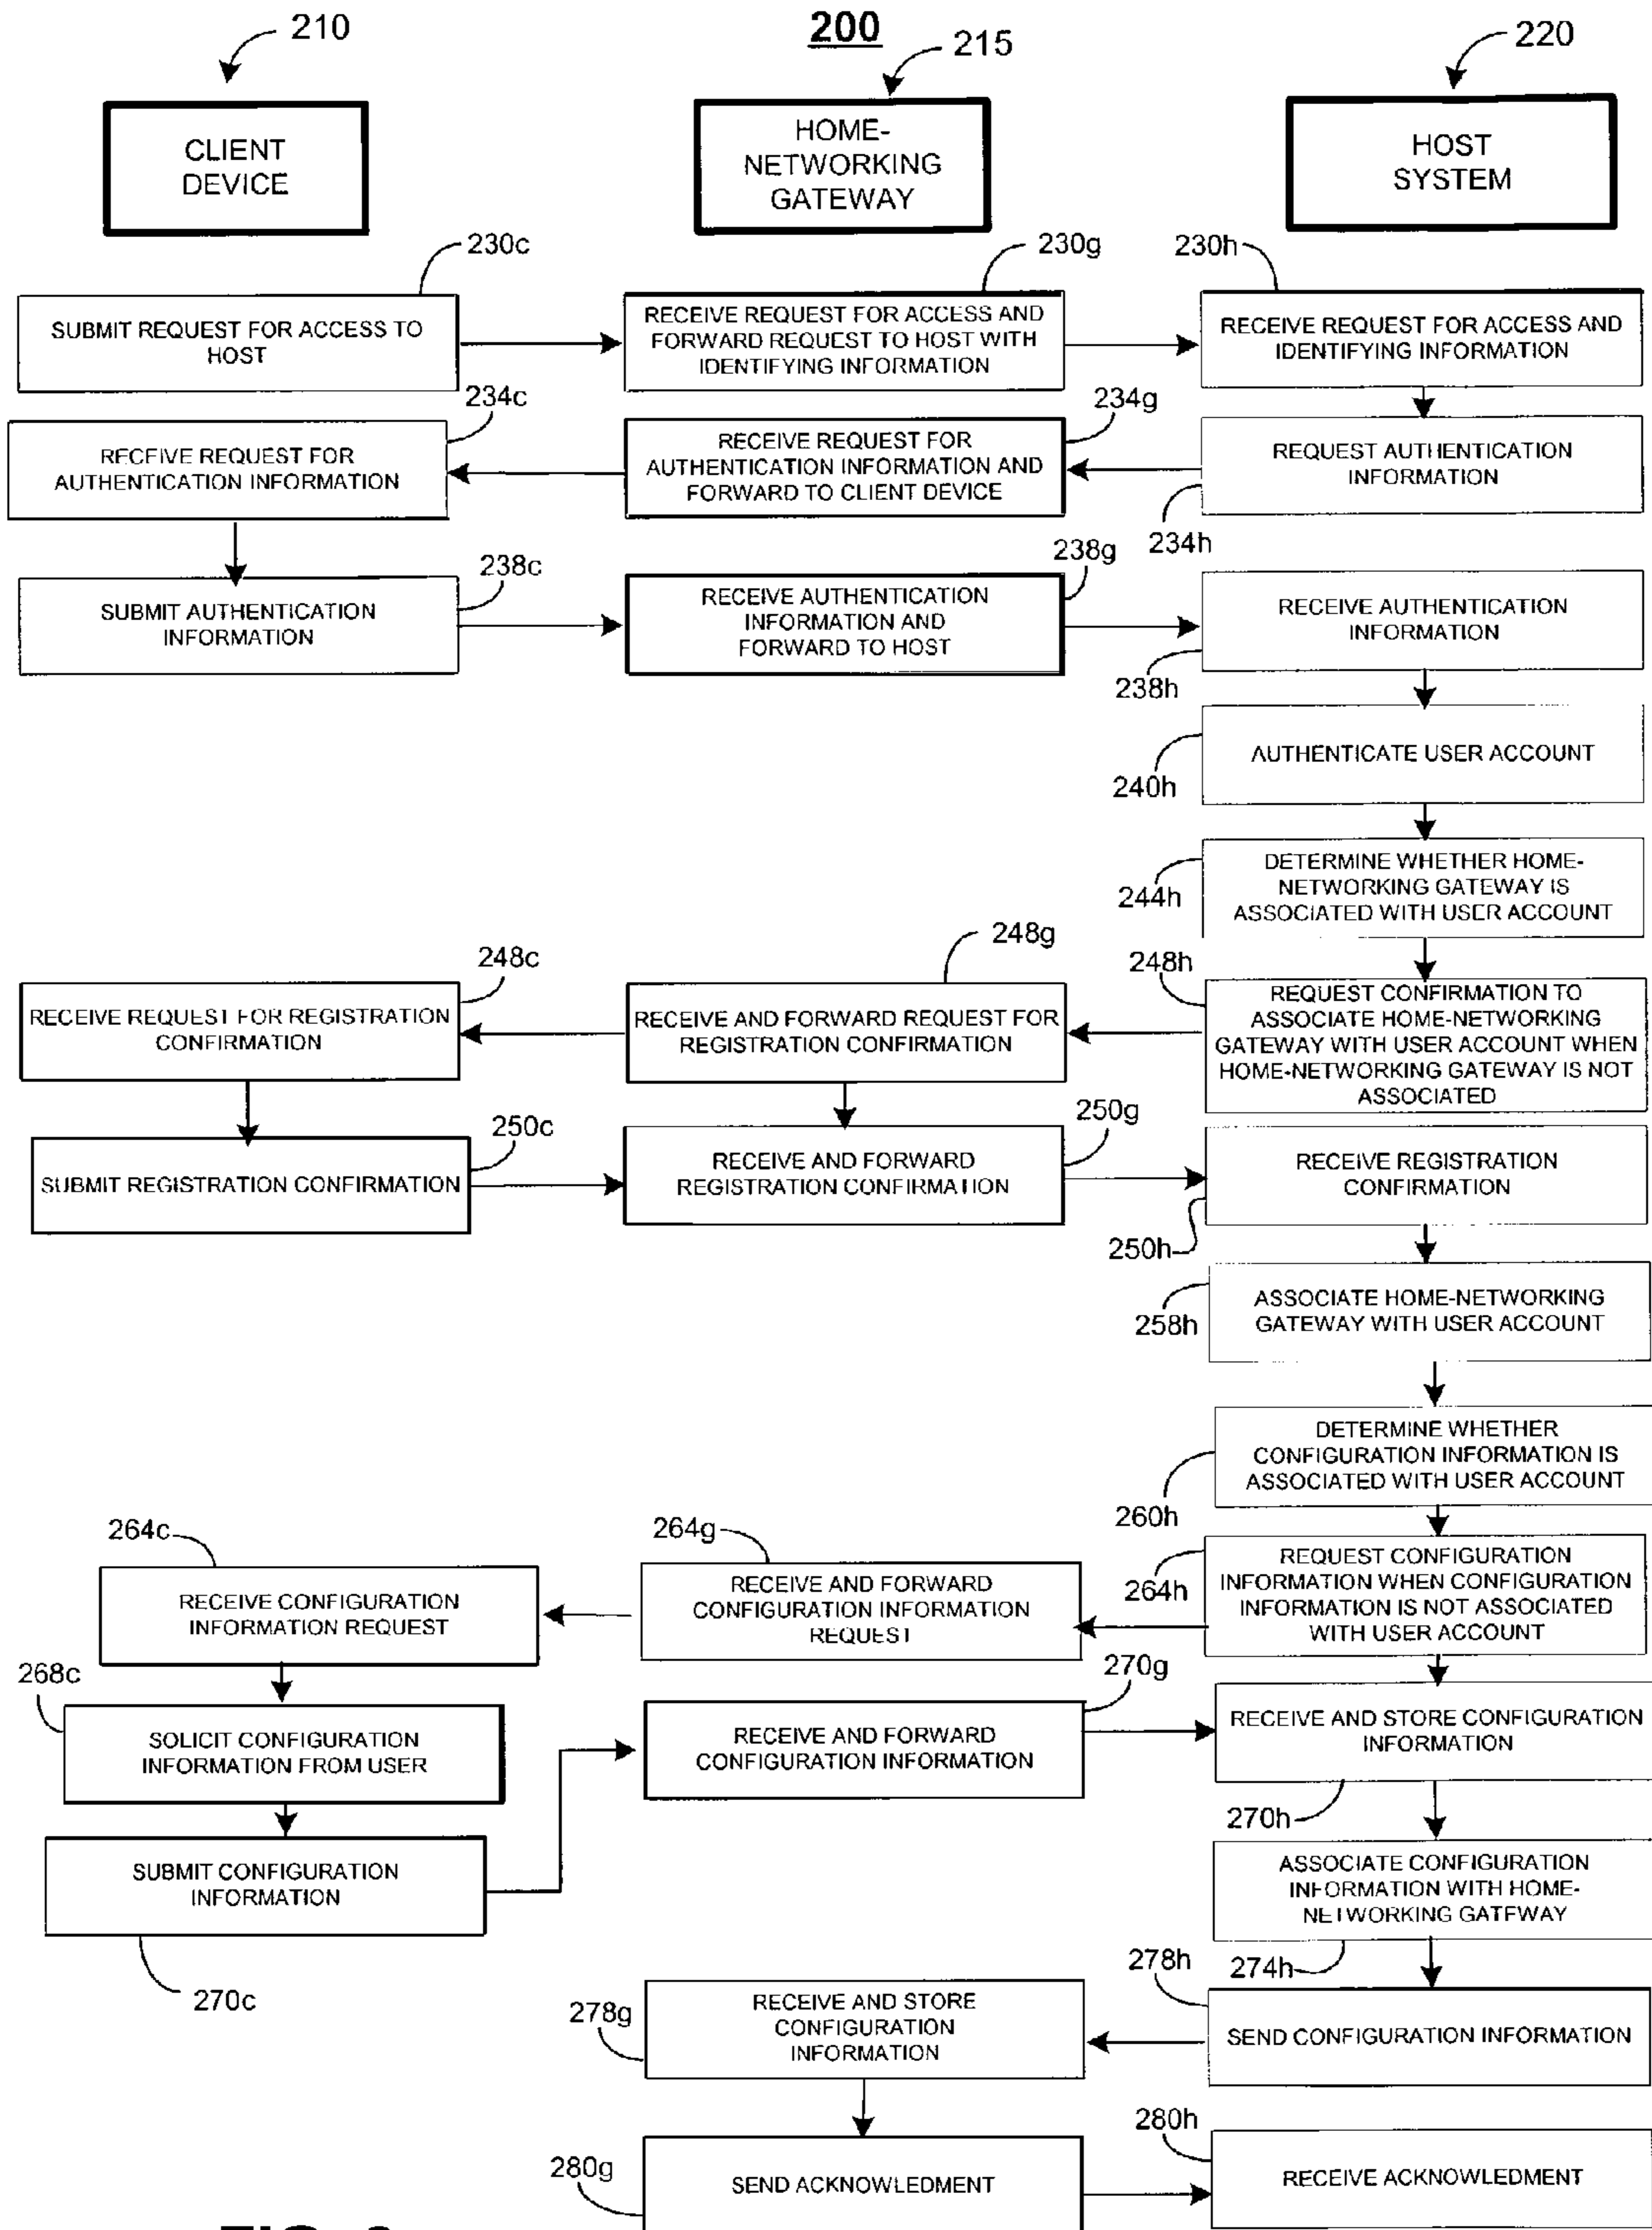 200
210
215
220
CLIENT
DEVICE
HOME-
NETWORKING
GATEWAY
HOST
SYSTEM
230c
230g
230h
SUBMIT REQUEST FOR ACCESS TO
HOST
RECEIVE REQUEST FOR ACCESS AND
FORWARD REQUEST TO HOST WITH
IDENTIFYING INFORMATION
RECEIVE REQUEST FOR ACCESS AND
IDENTIFYING INFORMATION
234c
234g
RECEIVE REQUEST FOR
AUTHENTICATION INFORMATION
RECEIVE REQUEST FOR
AUTHENTICATION INFORMATION AND
FORWARD TO CLIENT DEVICE
REQUEST AUTHENTICATION
INFORMATION
234h
238c
238g
SUBMIT AUTHENTICATION
INFORMATION
RECEIVE AUTHENTICATION
INFORMATION AND
FORWARD TO HOST
RECEIVE AUTHENTICATION
INFORMATION
238h
AUTHENTICATE USER ACCOUNT
240h
DETERMINE WHETHER HOME-
NETWORKING GATEWAY IS
ASSOCIATED WITH USER ACCOUNT
244h
248c
248g
248h
RECEIVE REQUEST FOR REGISTRATION
CONFIRMATION
RECEIVE AND FORWARD REQUEST FOR
REGISTRATION CONFIRMATION
REQUEST CONFIRMATION TO
ASSOCIATE HOME-NETWORKING
GATEWAY WITH USER ACCOUNT WHEN
HOME-NETWORKING GATEWAY IS NOT
ASSOCIATED
250c
250g
SUBMIT REGISTRATION CONFIRMATION
RECEIVE AND FORWARD
REGISTRATION CONFIRMATION
RECEIVE REGISTRATION
CONFIRMATION
250h
ASSOCIATE HOME-NETWORKING
GATEWAY WITH USER ACCOUNT
258h
DETERMINE WHETHER
CONFIGURATION INFORMATION IS
ASSOCIATED WITH USER ACCOUNT
260h
264c
264g
264h
RECEIVE CONFIGURATION
INFORMATION REQUEST
RECEIVE AND FORWARD
CONFIGURATION INFORMATION
REQUEST
REQUEST CONFIGURATION
INFORMATION WHEN CONFIGURATION
INFORMATION IS NOT ASSOCIATED
WITH USER ACCOUNT
268c
270g
SOLICIT CONFIGURATION
INFORMATION FROM USER
RECEIVE AND FORWARD
CONFIGURATION INFORMATION
RECEIVE AND STORE CONFIGURATION
INFORMATION
270h
SUBMIT CONFIGURATION
INFORMATION
270c
ASSOCIATE CONFIGURATION
INFORMATION WITH HOME-
NETWORKING GATEWAY
274h
278h
278g
RECEIVE AND STORE
CONFIGURATION
INFORMATION
SEND CONFIGURATION INFORMATION
280h
280g
SEND ACKNOWLEDMENT
RECEIVE ACKNOWLEDMENT